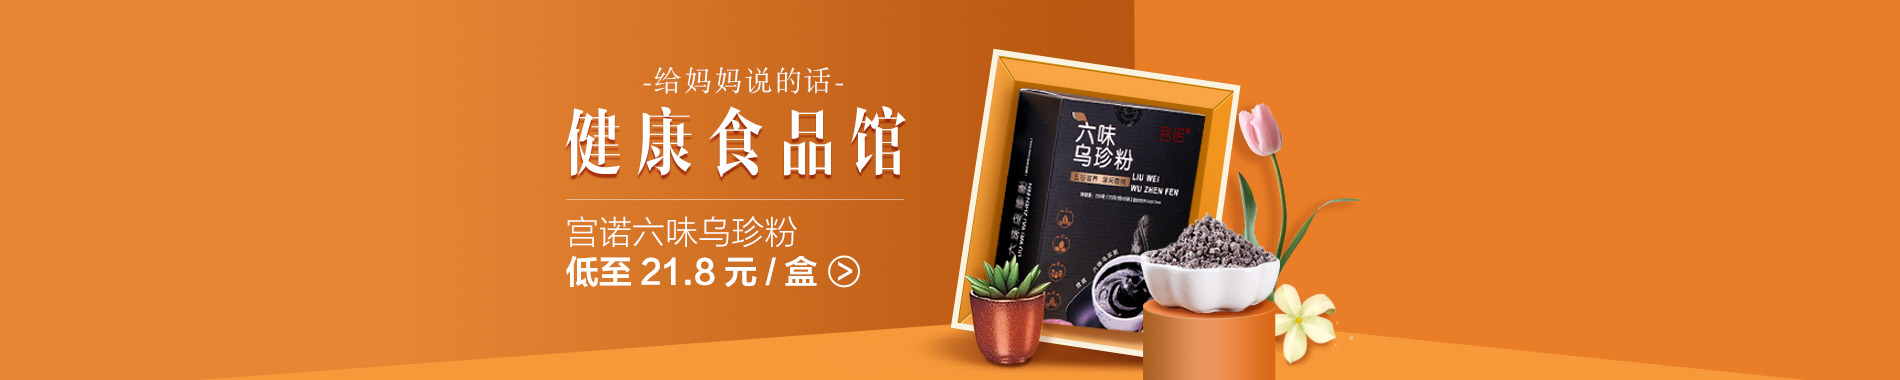 -给妈妈说的话-
健康食品馆
宫诺六味乌珍粉
低至 21.8 元 / 盒
宫诺
六味
乌珍粉
LIU WEI
WU ZHEN FEN